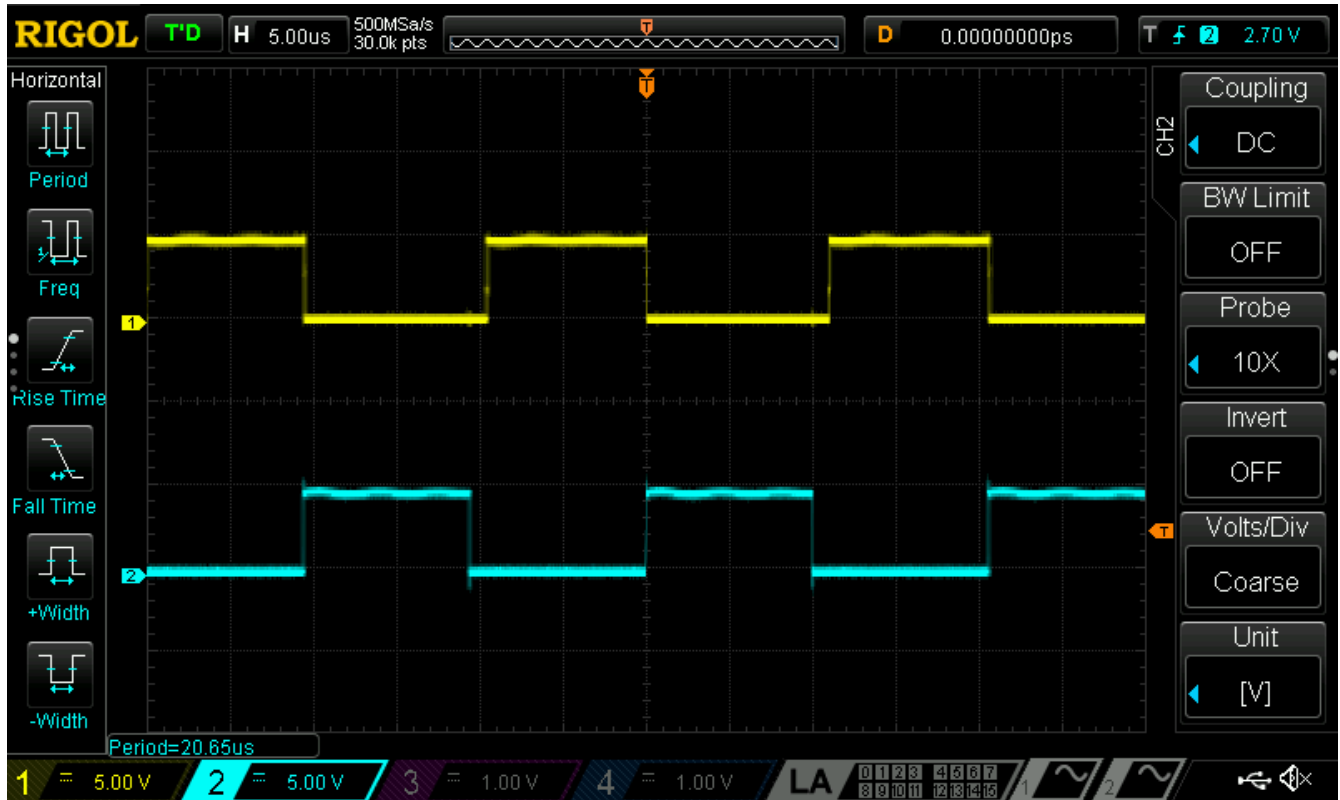 RIGOL T'D H 5.00us 500MSa/s 30.0k pts T D 0.00000000ps T 2 2.70 V
Horizontal
Period
Freq
Rise Time
Fall Time
+Width
-Width
T
1
2
T
CH2
Coupling
DC
BW Limit
OFF
Probe
10X
Invert
OFF
Volts/Div
Coarse
Unit
[V]
Period=20.65us
1 5.00 V 2 5.00 V 3 1.00 V 4 1.00 V LA 0 1 2 3 4 5 6 7 8 9 10 11 12 13 14 15 1 2